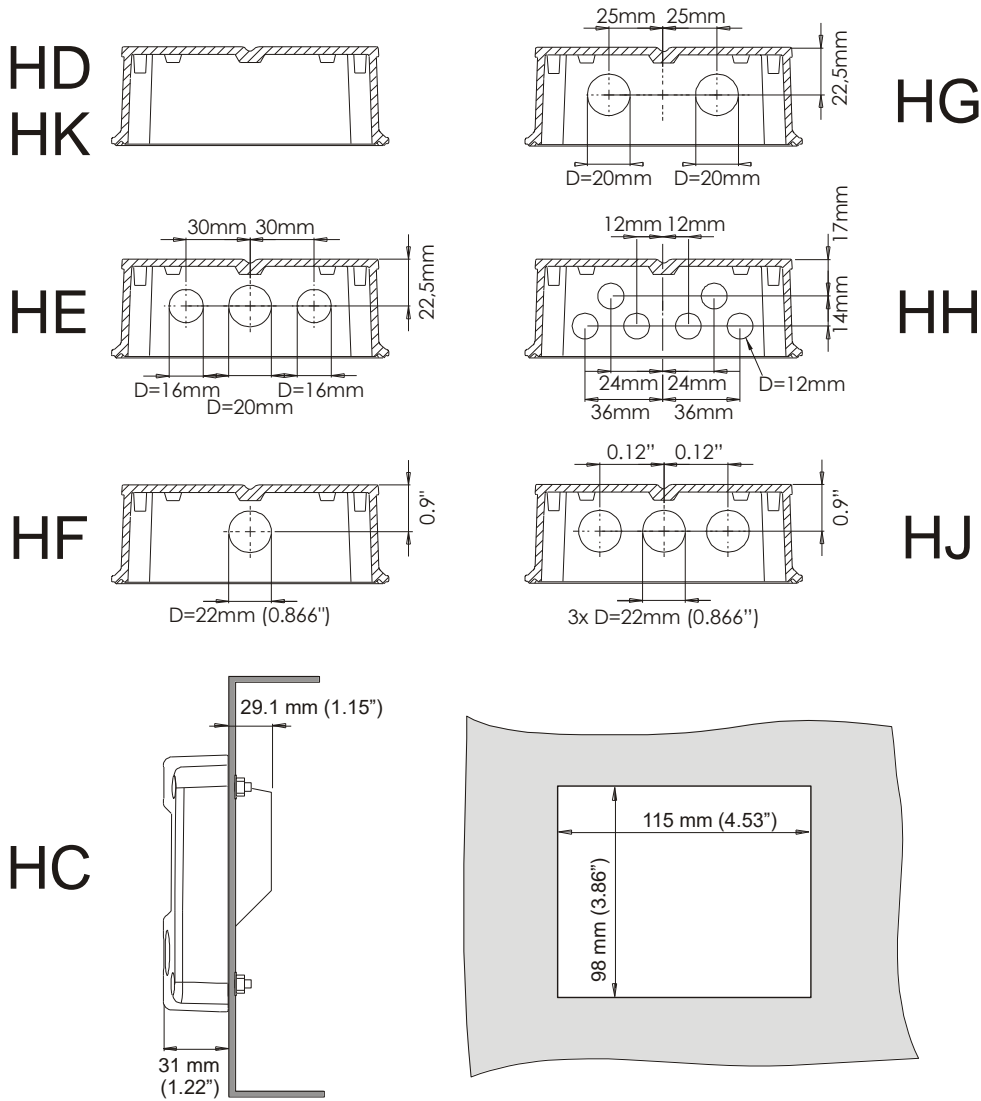 HD
HK
25mm 25mm
22,5mm
D=20mm D=20mm
HG
HE
30mm 30mm
22,5mm
D=16mm D=16mm
D=20mm
12mm 12mm
17mm
14mm
24mm 24mm D=12mm
36mm 36mm
HH
HF
0.9"
D=22mm (0.866")
0.12” 0.12”
0.9"
3x D=22mm (0.866”)
HJ
HC
29.1 mm (1.15”)
31 mm
(1.22”)
115 mm (4.53”)
98 mm (3.86”)